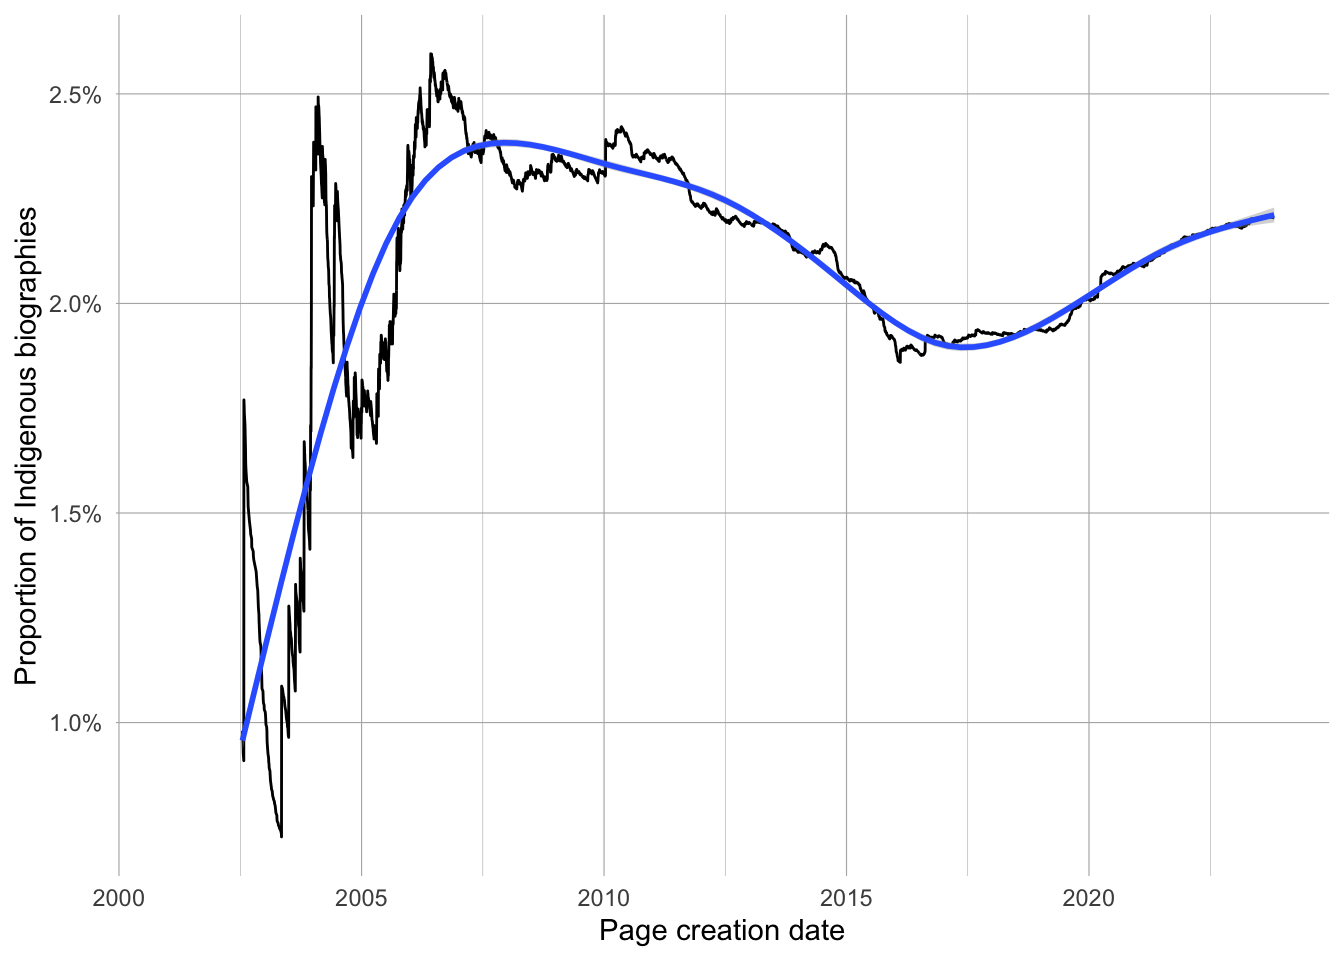 Proportion of Indigenous biographies
2.5%
2.0%
1.5%
1.0%
2000 2005 2010 2015 2020
Page creation date